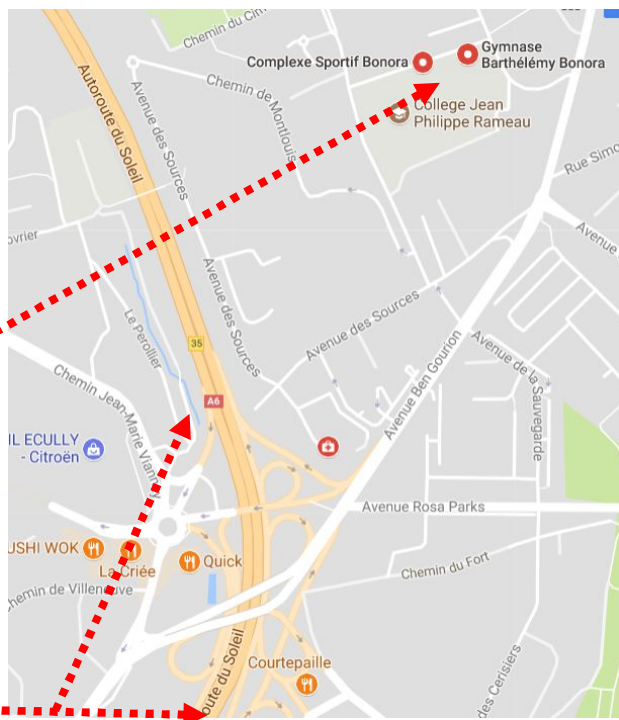 Chemin du Cim
Complexe Sportif Bonora
Gymnase
Barthélémy Bonora
College Jean
Philippe Rameau
Autoroute du Soleil
Avenue des Sources
Chemin de Montlouis
Rue Simo
Avenue
ovrier
Le Perollier
Avenue des Sources
35
Avenue des Sources
A6
Avenue Ben Gourion
Avenue de la Sauvegarde
Chemin Jean-Marie Vianney
IL ECULLY
- Citroën
Avenue Rosa Parks
USHI WOK
La Criée
Quick
Chemin du Fort
hemin de Villeneuve
Courtepaille
oute du Soleil
des Cerisiers